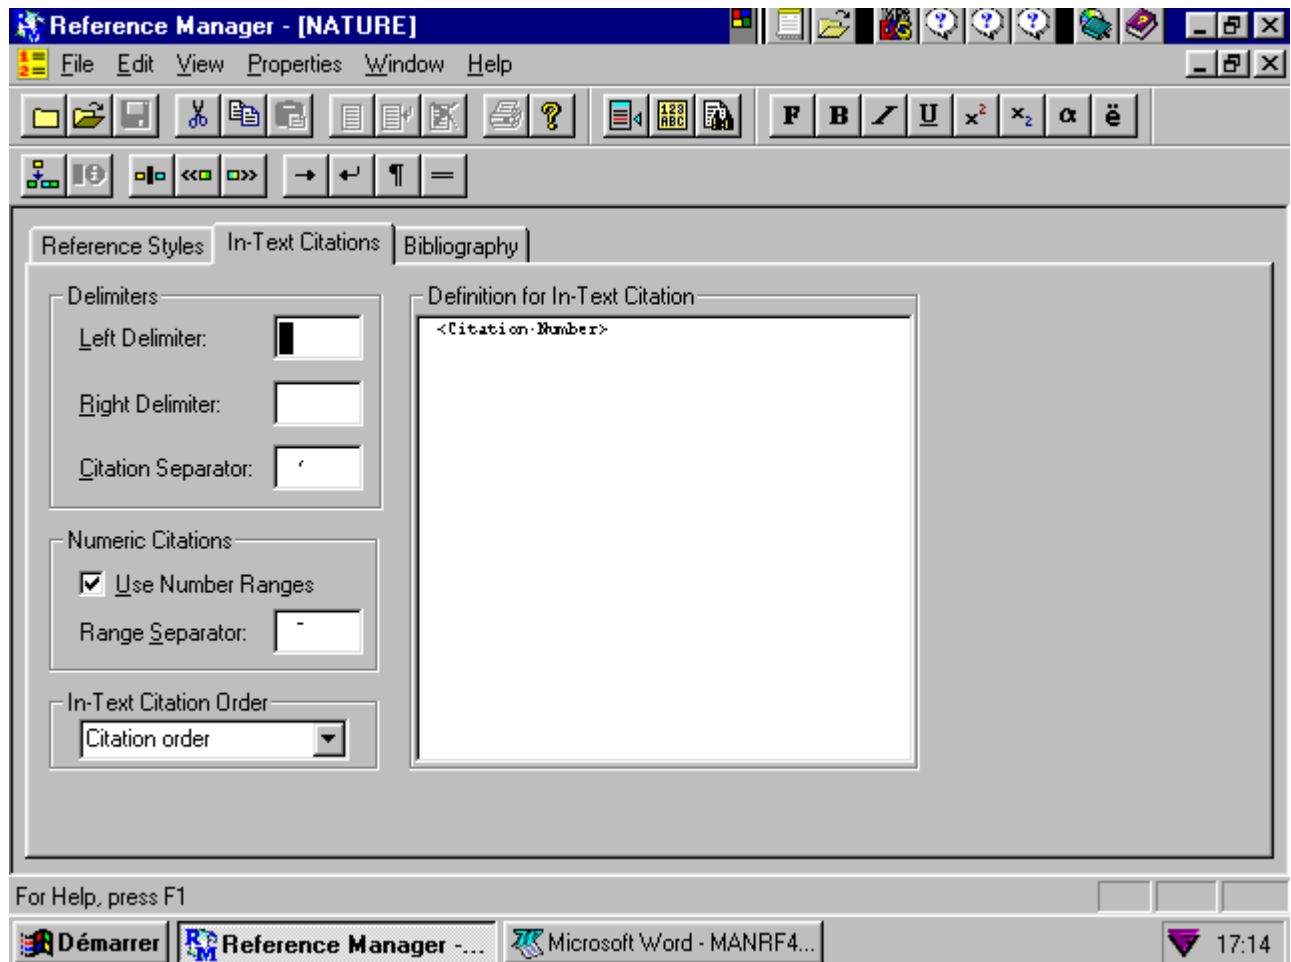 Reference Manager - [NATURE]
File Edit View Properties Window Help
F B I U x² x₂ α ë
Reference Styles In-Text Citations Bibliography
Delimiters
Left Delimiter:
Right Delimiter:
Citation Separator: ,
Numeric Citations
Use Number Ranges
Range Separator: -
In-Text Citation Order
Citation order
Definition for In-Text Citation
<Citation·Number>
For Help, press F1
Démarrer Reference Manager -... Microsoft Word - MANRF4... 17:14